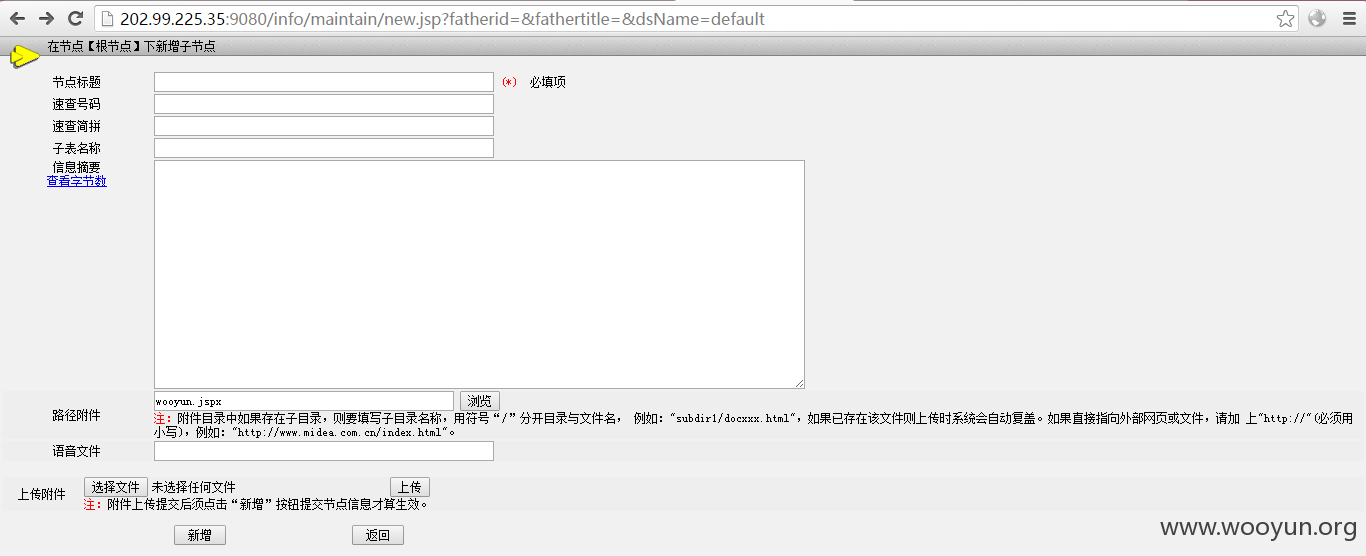 202.99.225.35:9080/info/maintain/new.jsp?fatherid=&fathertitle=&dsName=default
在节点【根节点】下新增子节点
节点标题 (*) 必填项
速查号码
速查简拼
子表名称
信息摘要
查看字节数
路径附件 wooyun.jspx 浏览
注：附件目录中如果存在子目录，则要填写子目录名称，用符号“/”分开目录与文件名， 例如："subdir1/docxxx.html"，如果已存在该文件则上传时系统会自动复盖。如果直接指向外部网页或文件，请加 上"http://"(必须用
小写)，例如："http://www.midea.com.cn/index.html"。
语音文件
上传附件 选择文件 未选择任何文件 上传
注：附件上传提交后须点击“新增”按钮提交节点信息才算生效。
新增 返回
www.wooyun.org